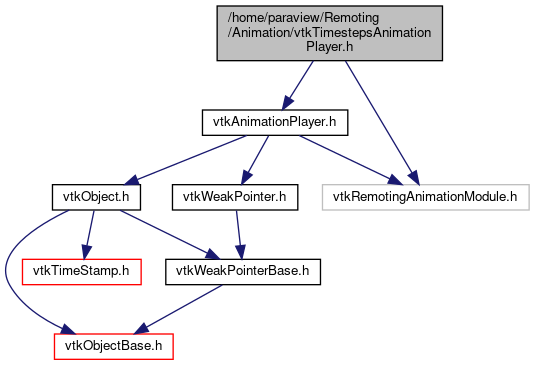 /home/paraview/Remoting
/Animation/vtkTimestepsAnimation
Player.h
vtkAnimationPlayer.h
vtkObject.h
vtkWeakPointer.h
vtkRemotingAnimationModule.h
vtkTimeStamp.h
vtkWeakPointerBase.h
vtkObjectBase.h